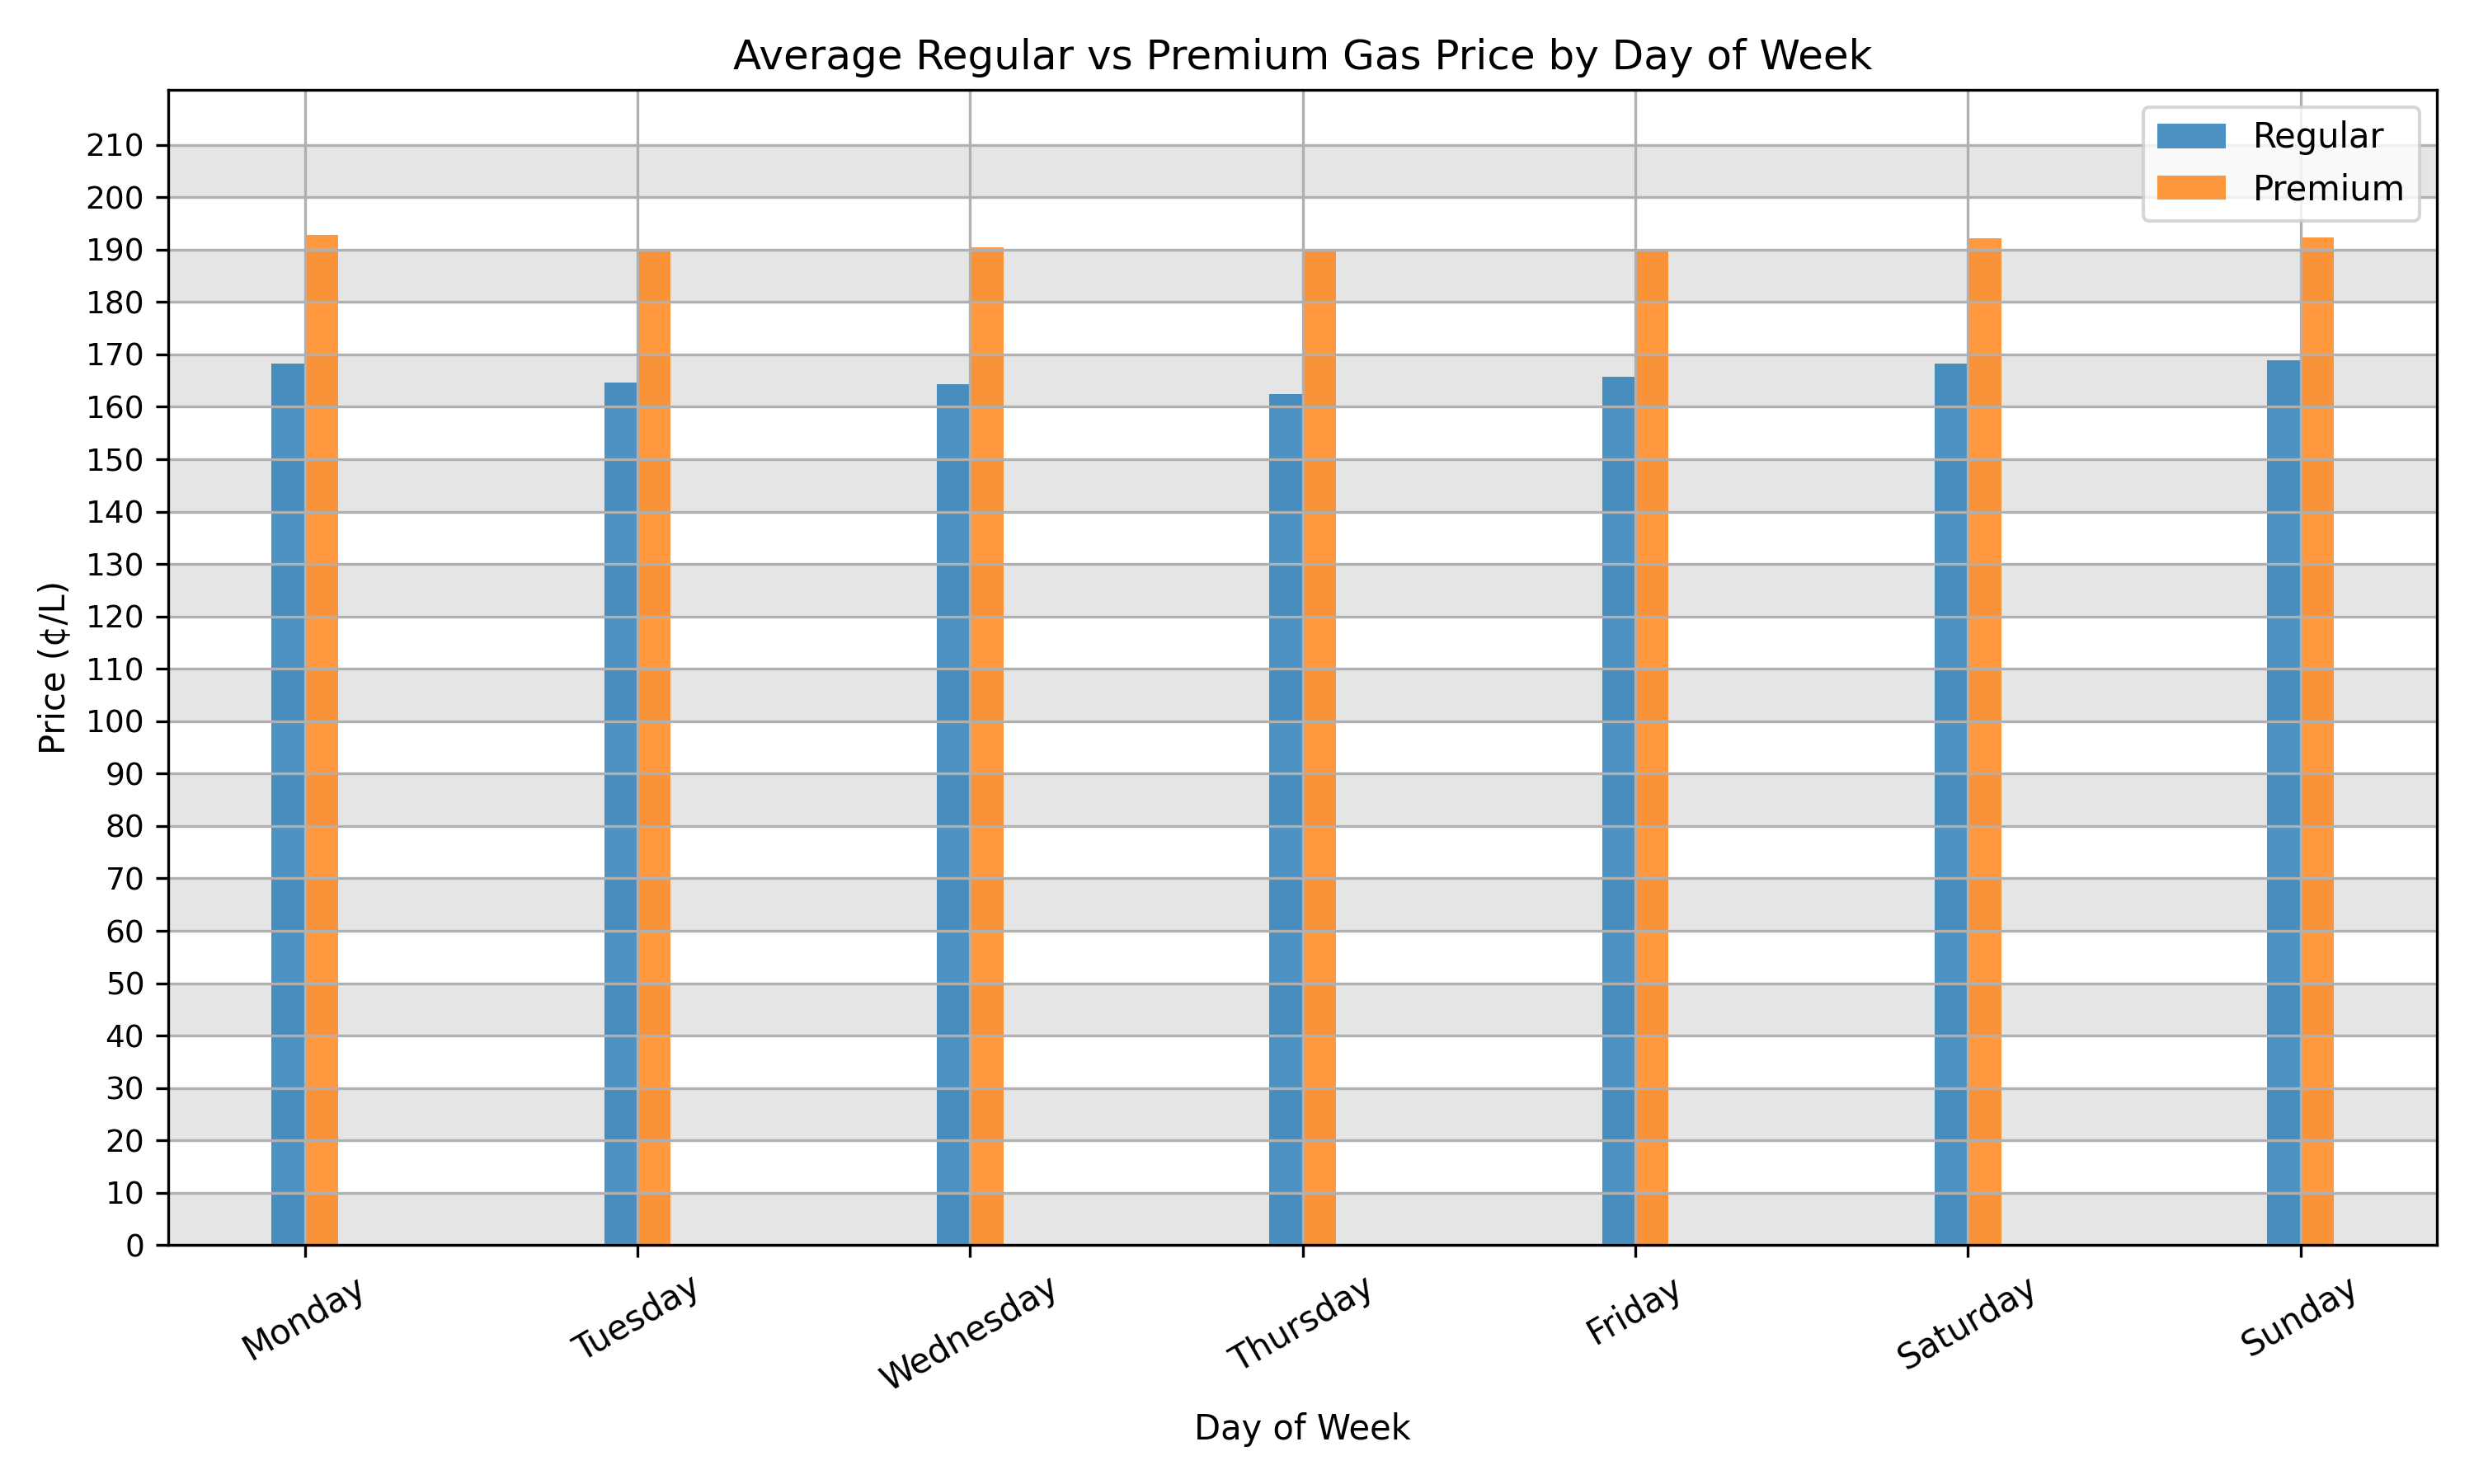 Average Regular vs Premium Gas Price by Day of Week
Regular
Premium
Price (¢/L)
210
200
190
180
170
160
150
140
130
120
110
100
90
80
70
60
50
40
30
20
10
0
Monday
Tuesday
Wednesday
Thursday
Friday
Saturday
Sunday
Day of Week